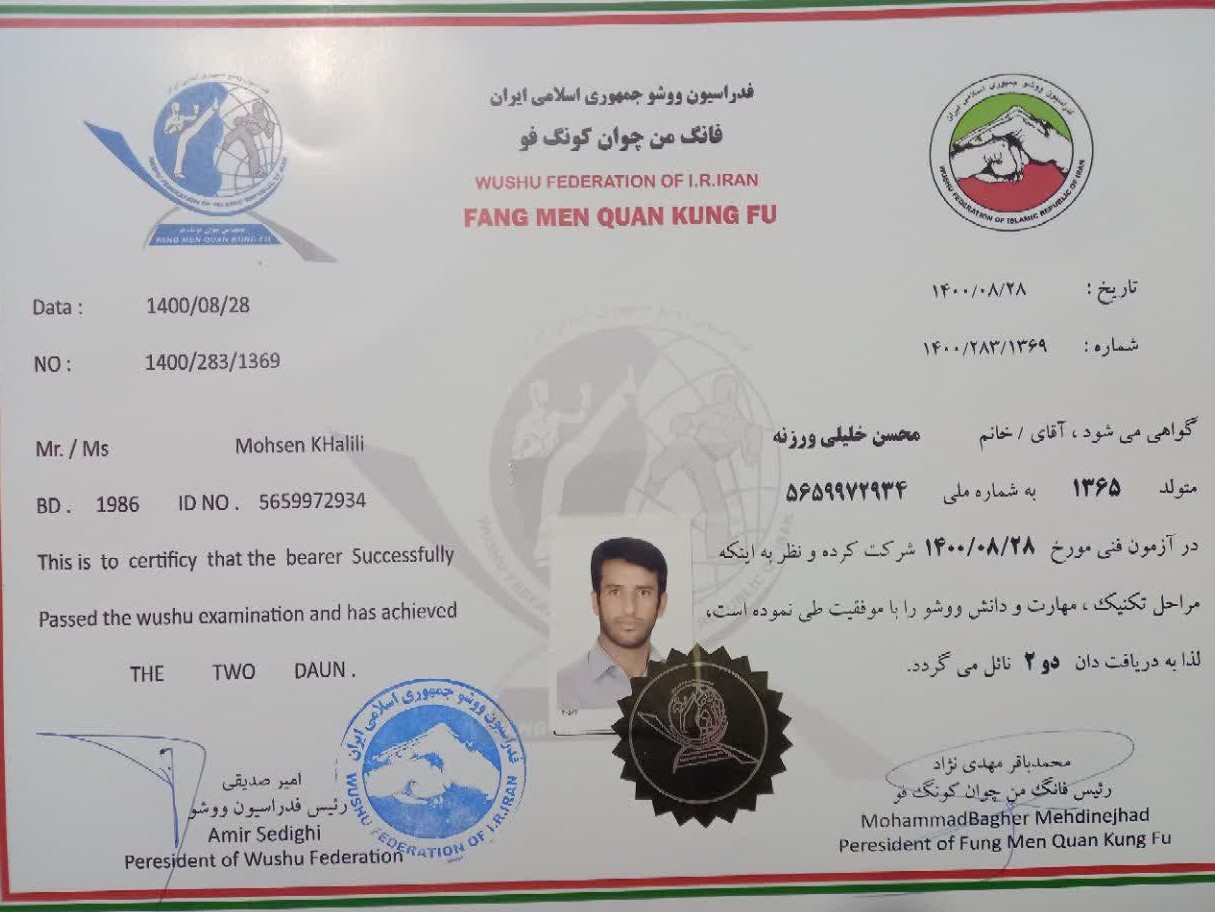 فدراسیون ووشو جمهوری اسلامی ایران
فانگ من چوان کونگ فو
WUSHU FEDERATION OF I.R.IRAN
FANG MEN QUAN KUNG FU
FANG MEN QUAN KUNG FU
فدراسیون ووشو جمهوری اسلامی ایران
WUSHU FEDERATION OF ISLAMIC REPUBLIC OF IRAN
Data : 1400/08/28
تاریخ : ۱۴۰۰/۰۸/۲۸
NO : 1400/283/1369
شماره : ۱۴۰۰/۲۸۳/۱۳۶۹
Mr. / Ms Mohsen KHalili
گواهی می شود ، آقای / خانم محسن خلیلی ورزنه
BD . 1986 ID NO . 5659972934
متولد ۱۳۶۵ به شماره ملی ۵۶۵۹۹۷۲۹۳۴
This is to certificy that the bearer Successfully
در آزمون فنی مورخ ۱۴۰۰/۰۸/۲۸ شرکت کرده و نظر به اینکه
Passed the wushu examination and has achieved
مراحل تکنیک ، مهارت و دانش ووشو را با موفقیت طی نموده است،
THE TWO DAUN .
لذا به دریافت دان دو ۲ نائل می گردد.
امیر صدیقی
رئیس فدراسیون ووشو
Amir Sedighi
Peresident of Wushu Federation
فدراسیون ووشو جمهوری اسلامی ایران
WUSHU FEDERATION OF I.R.IRAN
محمدباقر مهدی نژاد
رئیس فانگ من چوان کونگ فو
MohammadBagher Mehdinejhad
Peresident of Fung Men Quan Kung Fu